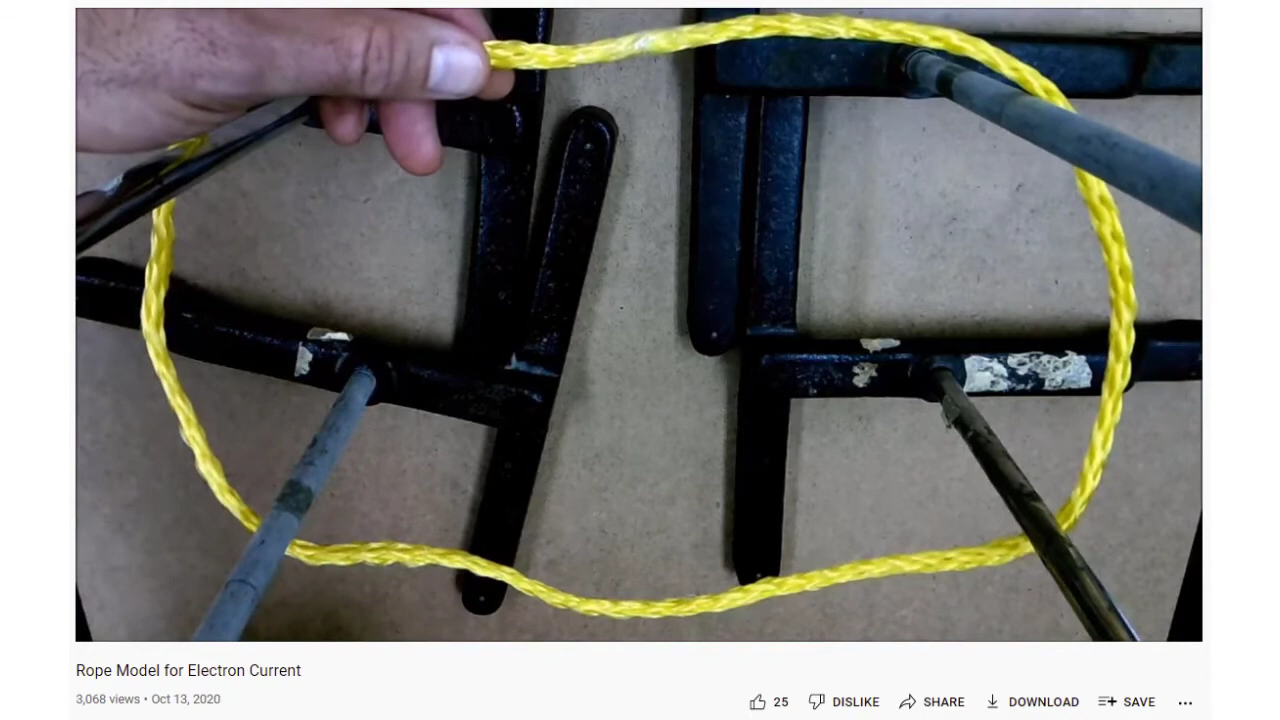 Rope Model for Electron Current
3,068 views • Oct 13, 2020
25 DISLIKE SHARE DOWNLOAD SAVE